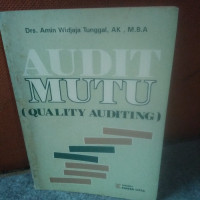 Drs. Amin Widjaja Tunggal, AK., M.B.A
AUDIT
MUTU
(QUALITY AUDITING)